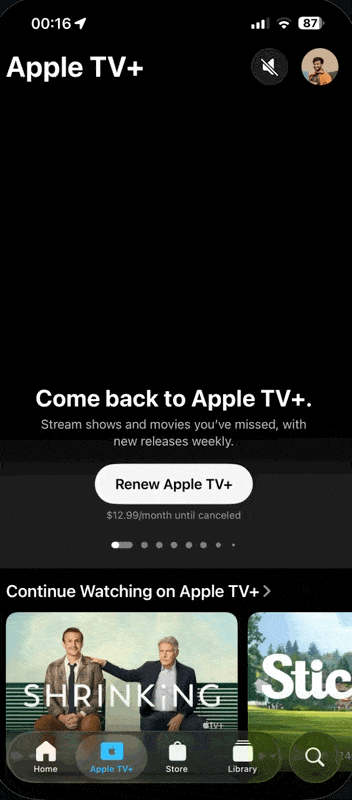 00:16
87
Apple TV+
Come back to Apple TV+.
Stream shows and movies you’ve missed, with
new releases weekly.
Renew Apple TV+
$12.99/month until canceled
Continue Watching on Apple TV+
SHRINKING
tv+
Stic
Home
Apple TV+
Store
Library